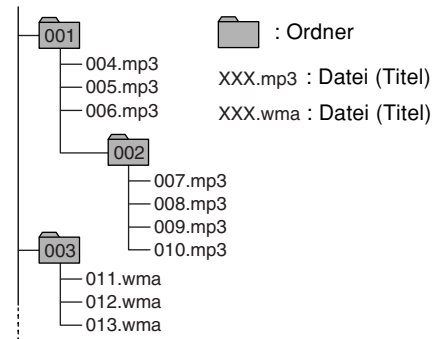 001
004.mp3
005.mp3
006.mp3
002
007.mp3
008.mp3
009.mp3
010.mp3
003
011.wma
012.wma
013.wma
: Ordner
XXX.mp3 : Datei (Titel)
XXX.wma : Datei (Titel)